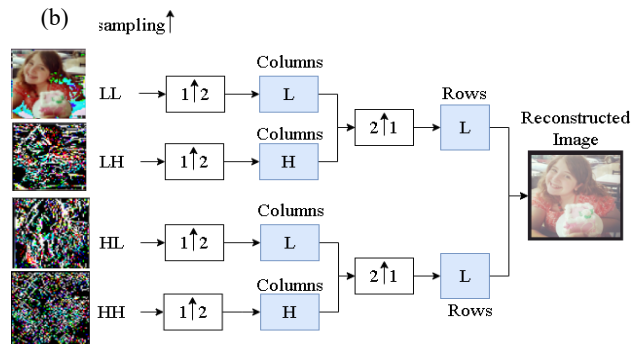 (b)
sampling↑
Columns
LL 1↑2 L
Rows
2↑1 L
Reconstructed
Image
Columns
LH 1↑2 H
Columns
HL 1↑2 L
2↑1 L
Columns
Rows
HH 1↑2 H